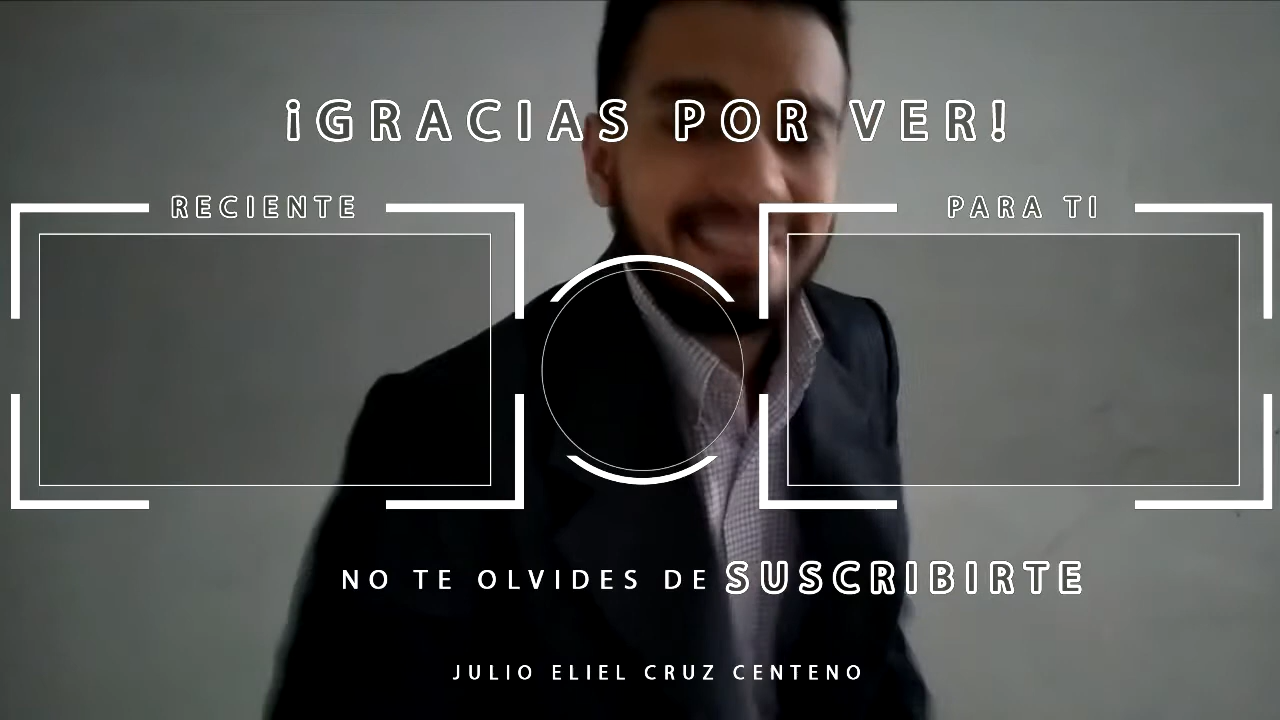 ¡GRACIAS POR VER!
RECIENTE
PARA TI
NO TE OLVIDES DE SUSCRIBIRTE
JULIO ELIEL CRUZ CENTENO